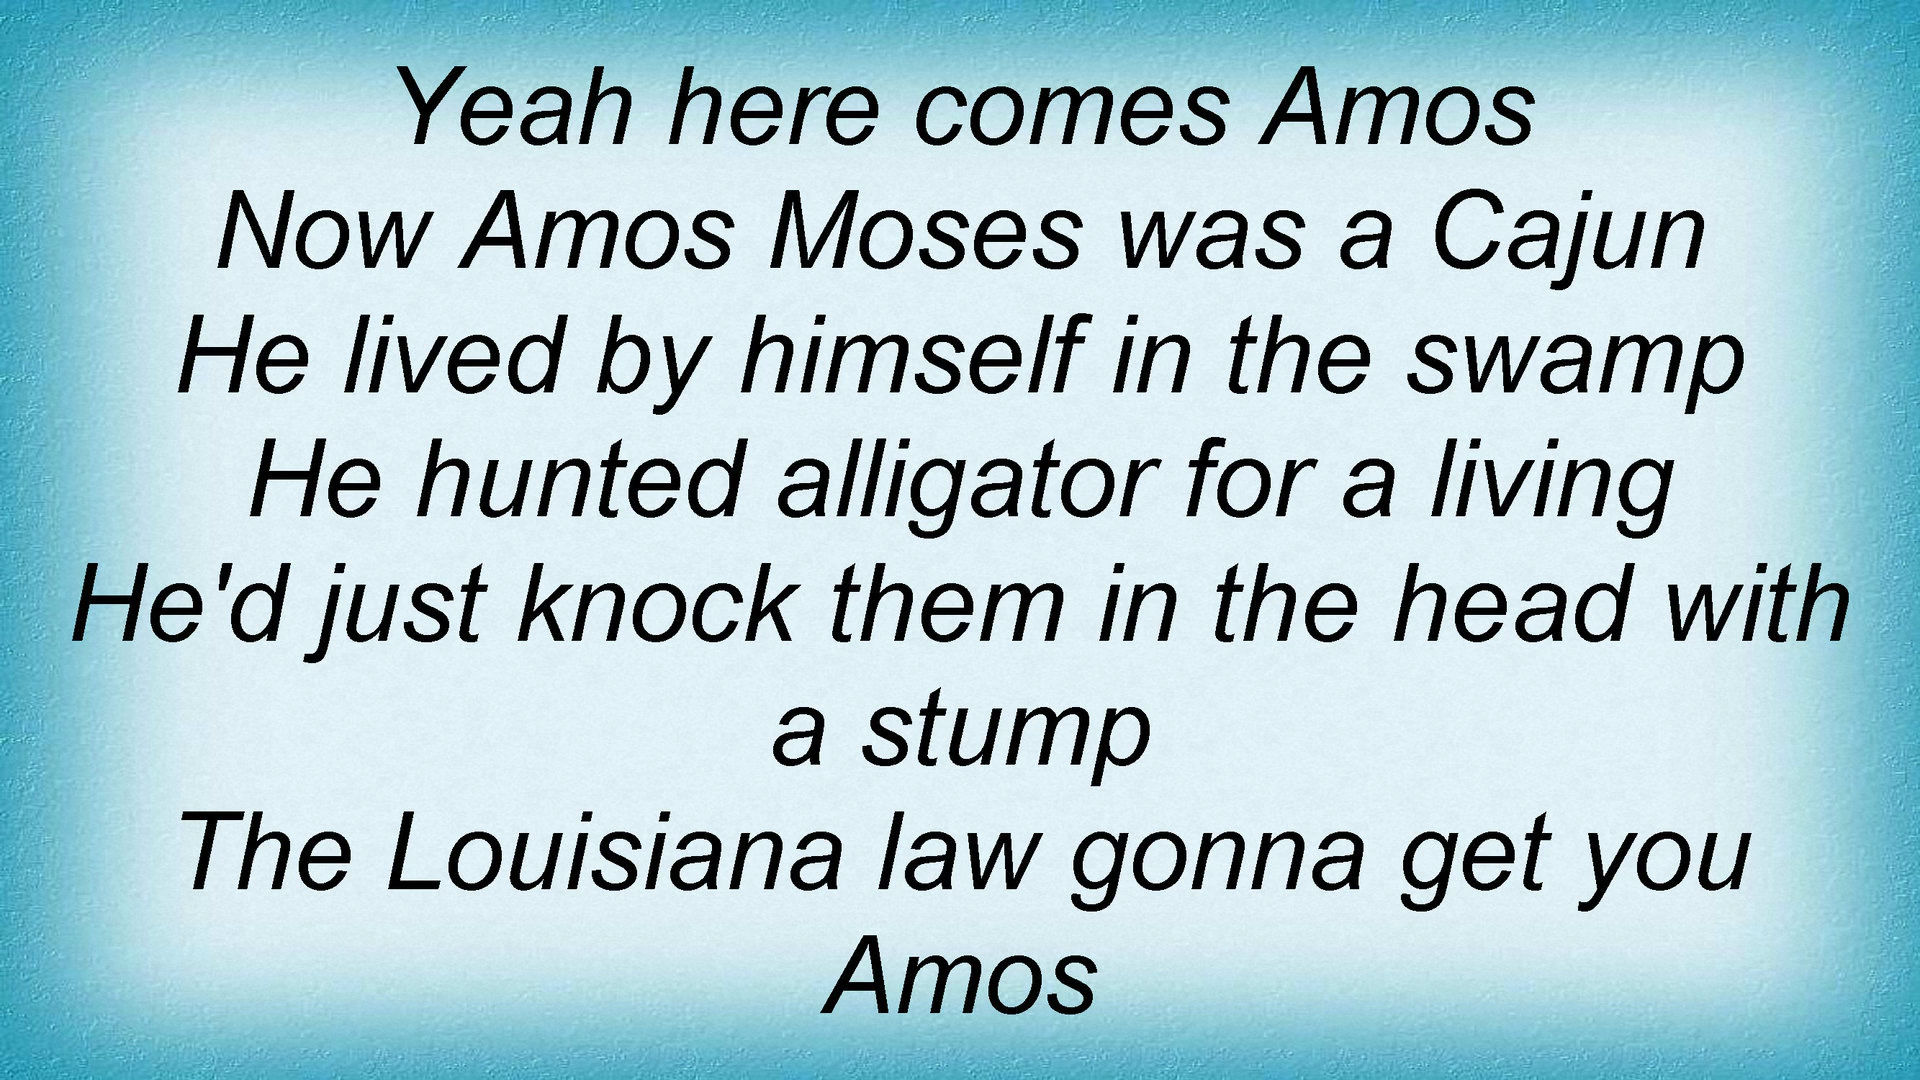 Yeah here comes Amos
Now Amos Moses was a Cajun
He lived by himself in the swamp
He hunted alligator for a living
He'd just knock them in the head with
a stump
The Louisiana law gonna get you
Amos